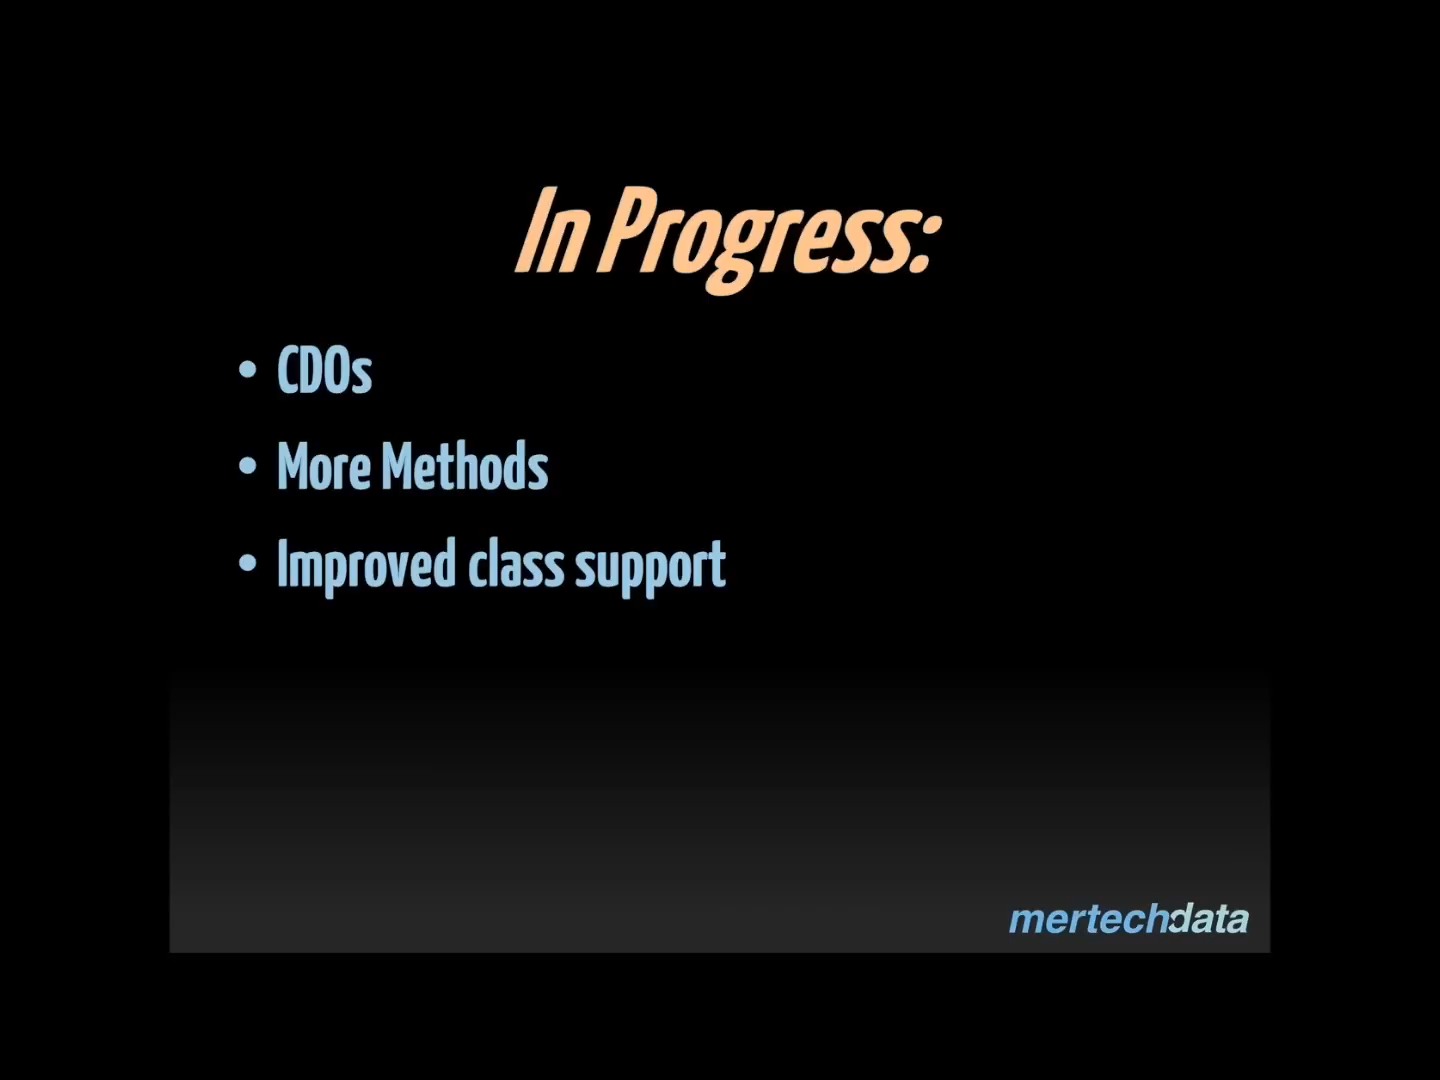 In Progress:
• CDOs
• More Methods
• Improved class support
mertechdata